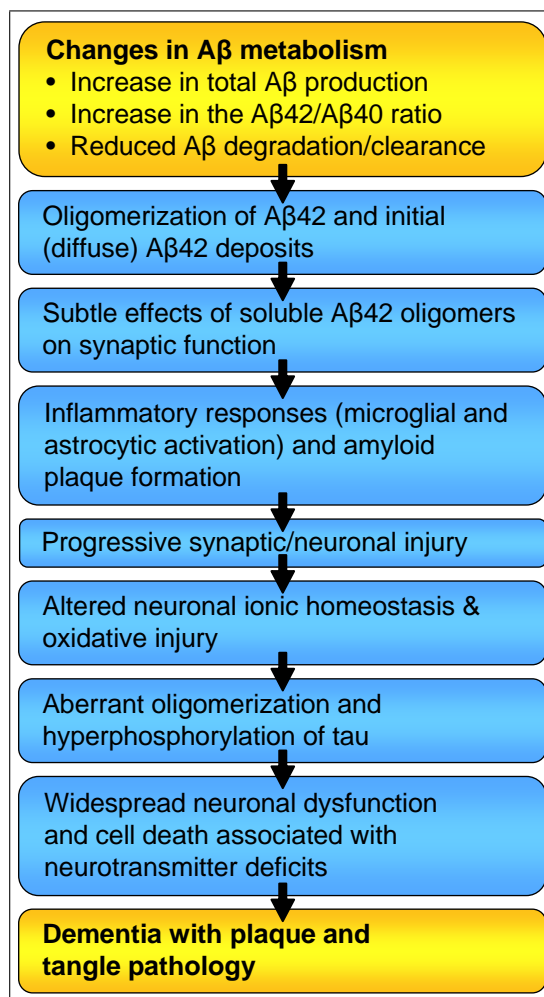 Changes in Aβ metabolism
• Increase in total Aβ production
• Increase in the Aβ42/Aβ40 ratio
• Reduced Aβ degradation/clearance
Oligomerization of Aβ42 and initial
(diffuse) Aβ42 deposits
Subtle effects of soluble Aβ42 oligomers
on synaptic function
Inflammatory responses (microglial and
astrocytic activation) and amyloid
plaque formation
Progressive synaptic/neuronal injury
Altered neuronal ionic homeostasis &
oxidative injury
Aberrant oligomerization and
hyperphosphorylation of tau
Widespread neuronal dysfunction
and cell death associated with
neurotransmitter deficits
Dementia with plaque and
tangle pathology